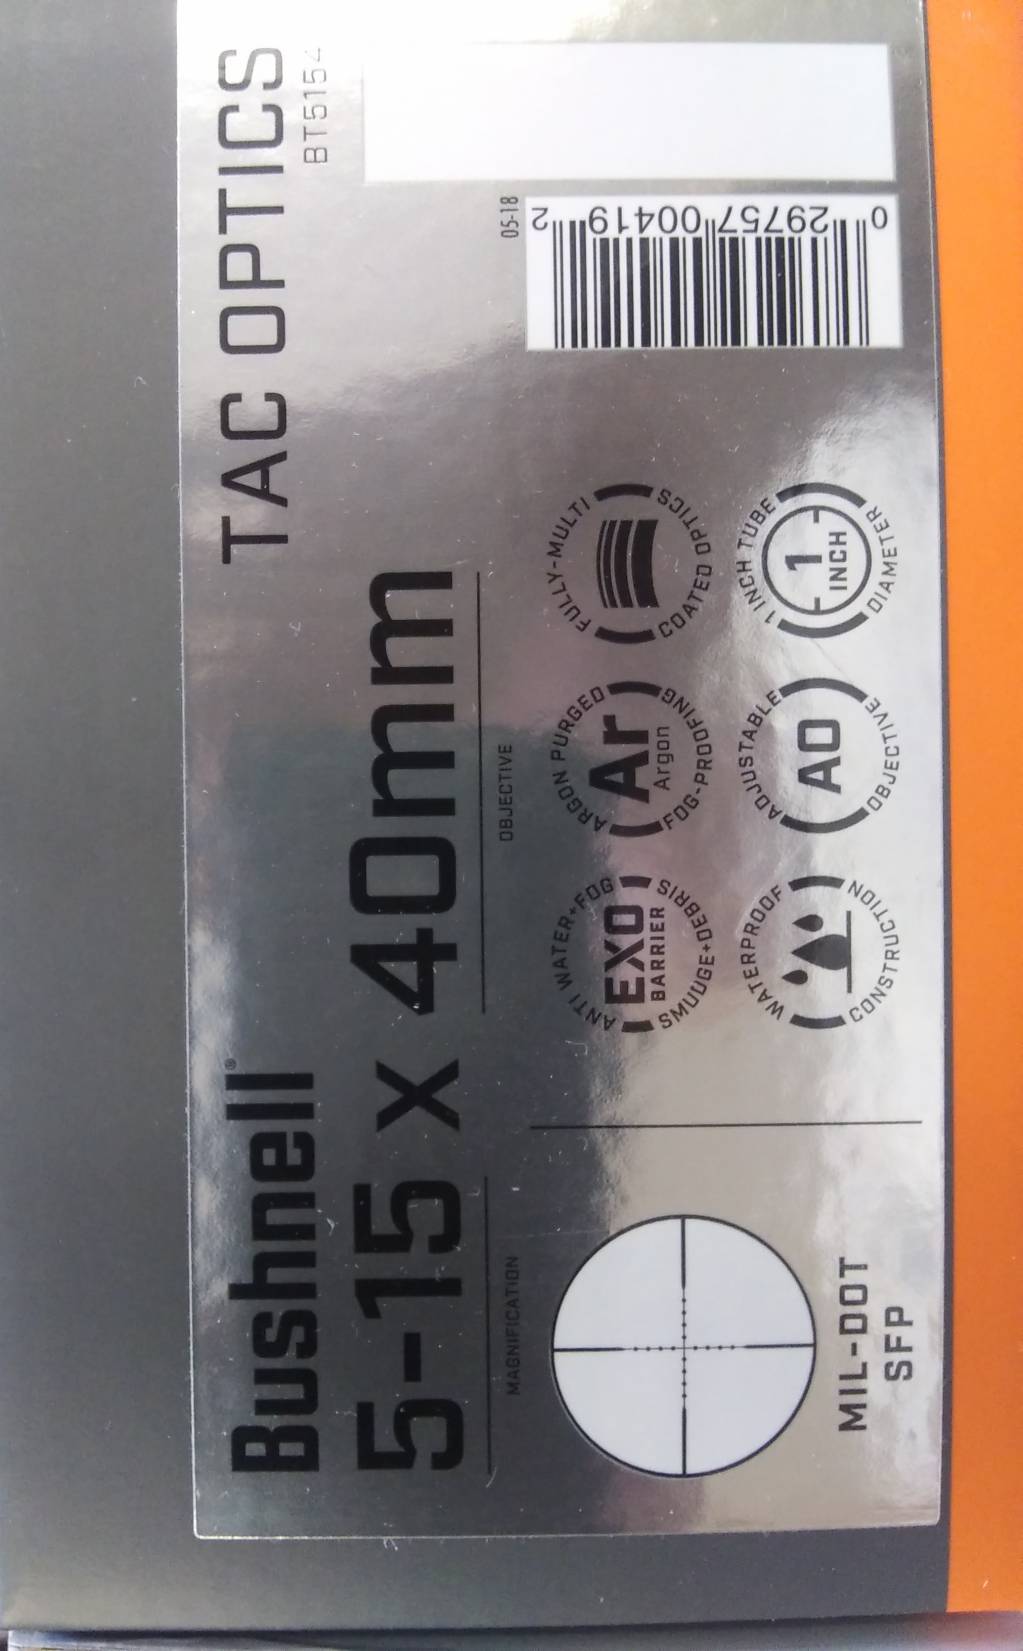 Bushnell®
TAC OPTICS
BT5154
5-15 x 40mm
MAGNIFICATION
OBJECTIVE
MIL-DOT
SFP
ANTI WATER+FOG
EXO
BARRIER
SMUUGE+DEBRIS
ARGON PURGED
Ar
Argon
FOG-PROOFING
FULLY-MULTI
COATED OPTICS
WATERPROOF
CONSTRUCTION
ADJUSTABLE
AO
OBJECTIVE
1 INCH TUBE
1
INCH
DIAMETER
05-18
0 29757 00419 2